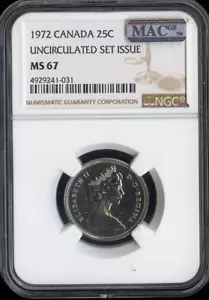 1972 CANADA 25C
UNCIRCULATED SET ISSUE
MS 67
4929241-031
MAC
NUMISMATIC GUARANTY CORPORATION
NGC
ELIZABETH II D·G·REGINA